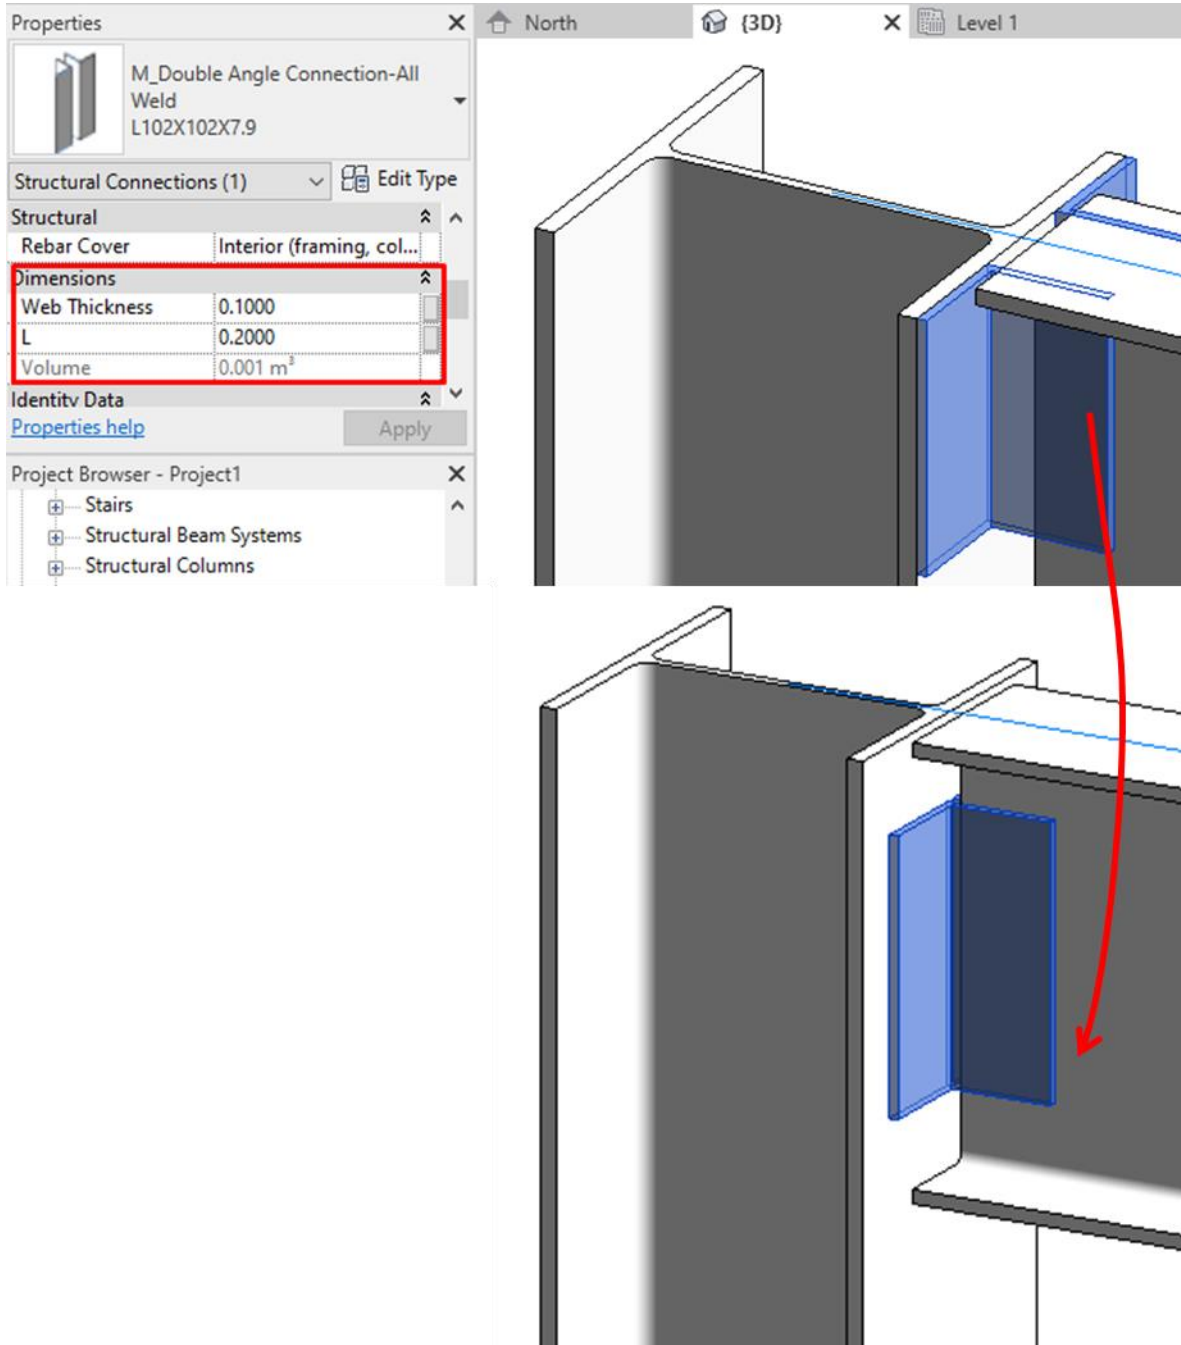 Properties
North
{3D}
Level 1
M_Double Angle Connection-All
Weld
L102X102X7.9
Structural Connections (1)
Edit Type
Structural
Rebar Cover Interior (framing, col...
Dimensions
Web Thickness 0.1000
L 0.2000
Volume 0.001 m³
Identity Data
Properties help
Apply
Project Browser - Project1
Stairs
Structural Beam Systems
Structural Columns